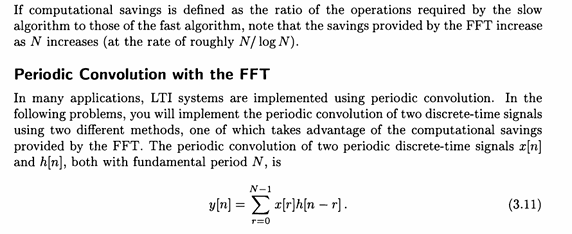 If computational savings is defined as the ratio of the operations required by the slow
algorithm to those of the fast algorithm, note that the savings provided by the FFT increase
as N increases (at the rate of roughly N/ log N).
Periodic Convolution with the FFT
In many applications, LTI systems are implemented using periodic convolution. In the
following problems, you will implement the periodic convolution of two discrete-time signals
using two different methods, one of which takes advantage of the computational savings
provided by the FFT. The periodic convolution of two periodic discrete-time signals x[n]
and h[n], both with fundamental period N, is
y[n] = ∑_{r=0}^{N−1} x[r]h[n − r] . (3.11)